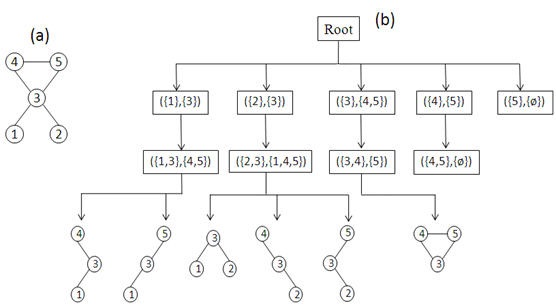 (a)
(b)
Root
4 5
3
1 2
({1},{3}) ({2},{3}) ({3},{4,5}) ({4},{5}) ({5},{ø})
({1,3},{4,5}) ({2,3},{1,4,5}) ({3,4},{5}) ({4,5},{ø})
4 5 3 4 5 4 5
3 3 1 2 3 3 3
1 1 2 2